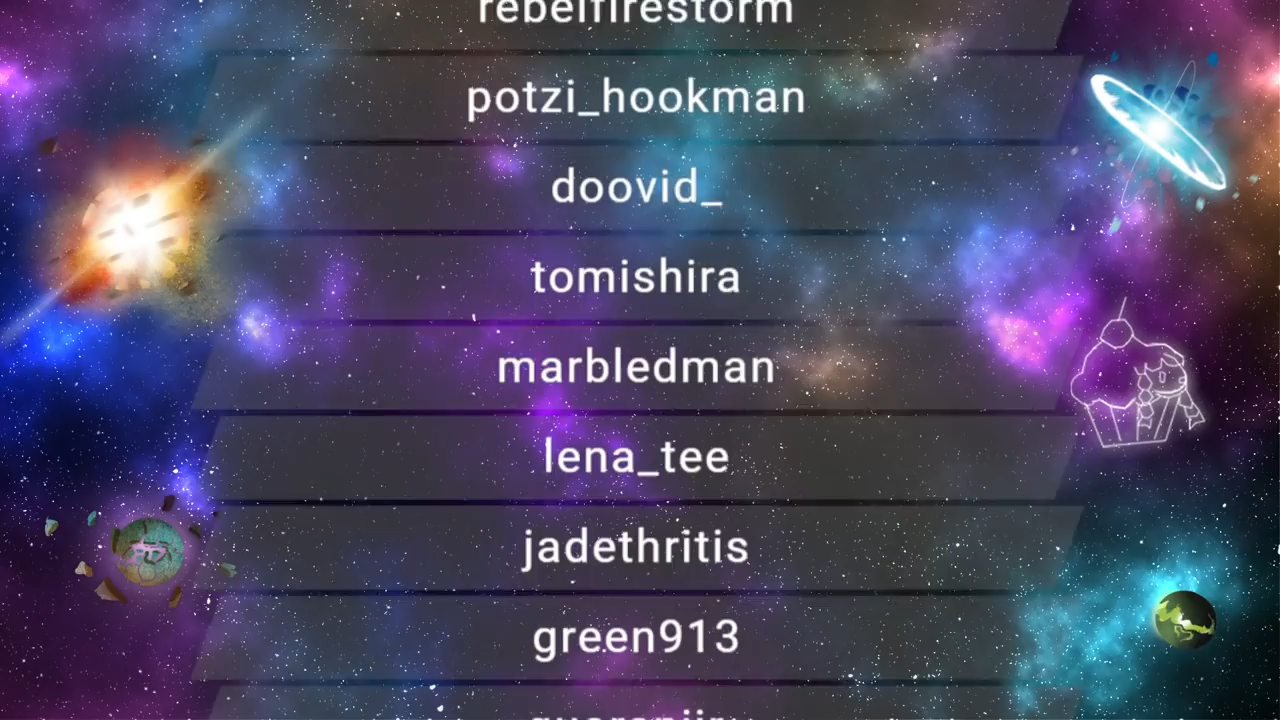 rebelfirestorm
potzi_hookman
doovid_
tomishira
marbledman
lena_tee
jadethritis
green913